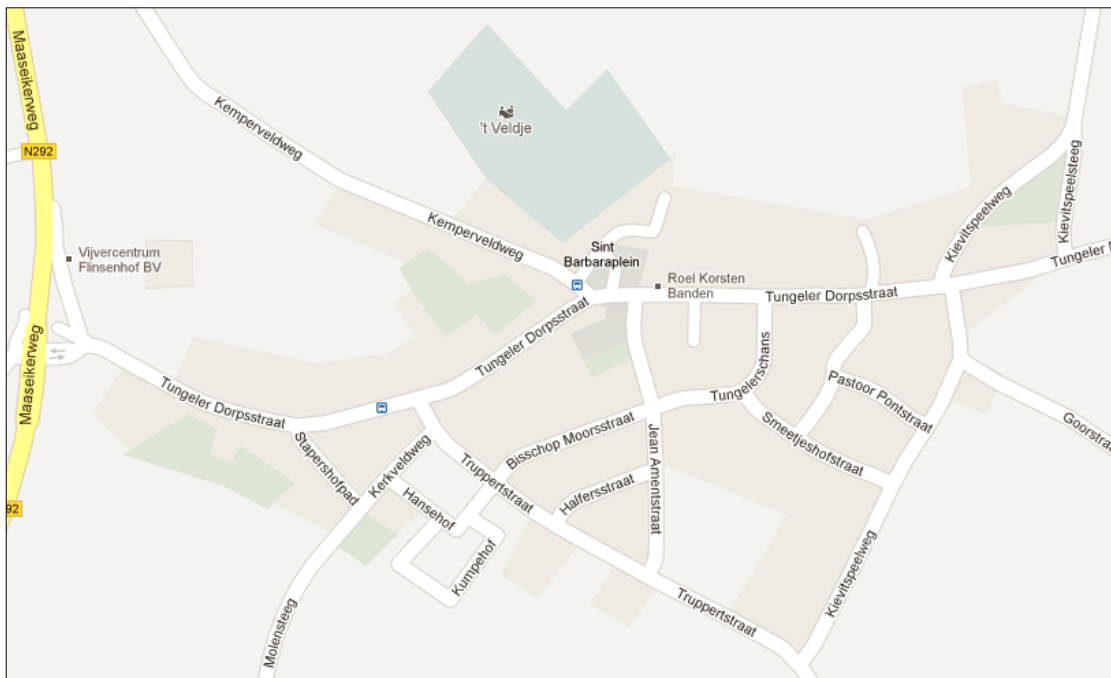 Maaseikerweg
N292
Kemperveldweg
't Veldje
Kievitspeelweg
Kievitspeelsteeg
Kemperveldweg
Sint
Barbaraplein
Vijvercentrum
Flinsenhof BV
Roel Korsten
Banden
Tungeler Dorpsstraat
Tungeler D
Maaseikerweg
Tungeler Dorpsstraat
Tungeler Dorpsstraat
Tungelerschans
Pastoor Pontstraat
Smeetjeshofstraat
Goorstraa
Bisschop Moorsstraat
Jean Amentstraat
Stapershofpad
Kerkveldweg
Truppertstraat
Hansehof
Halfersstraat
92
Kumpehof
Kievitspeelweg
Truppertstraat
Molensteeg